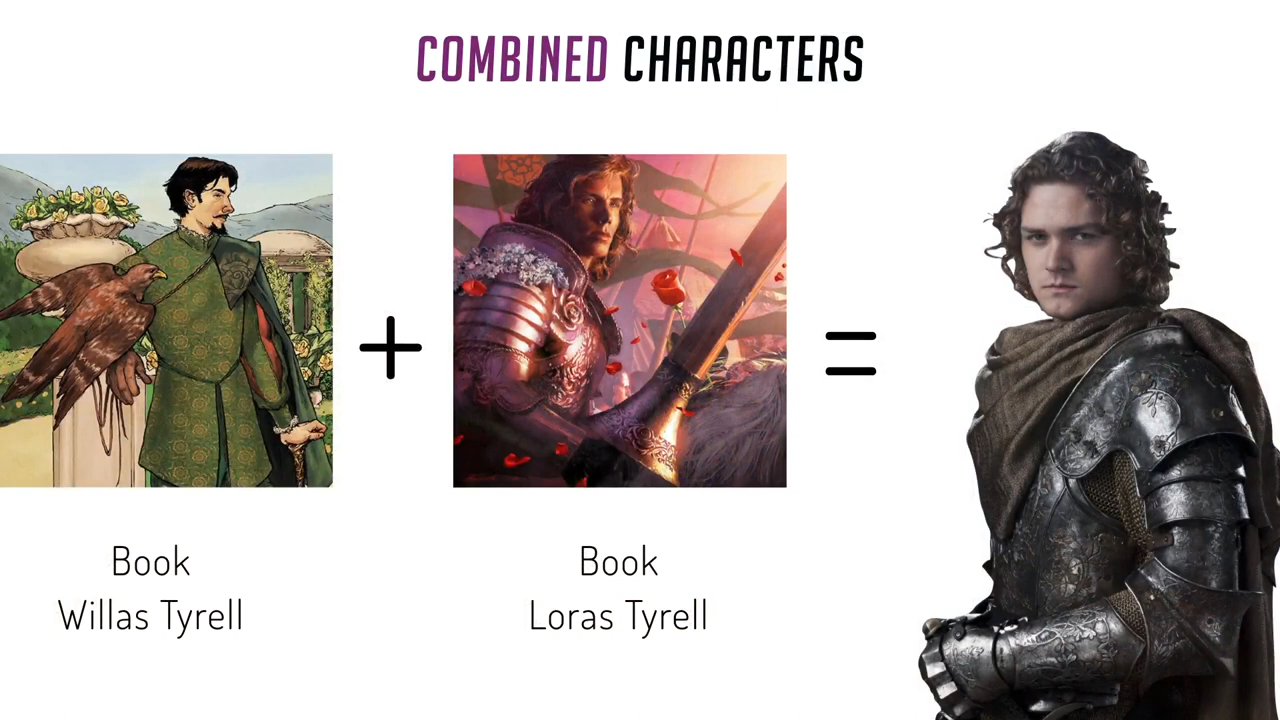 COMBINED CHARACTERS
Book
Willas Tyrell
Book
Loras Tyrell